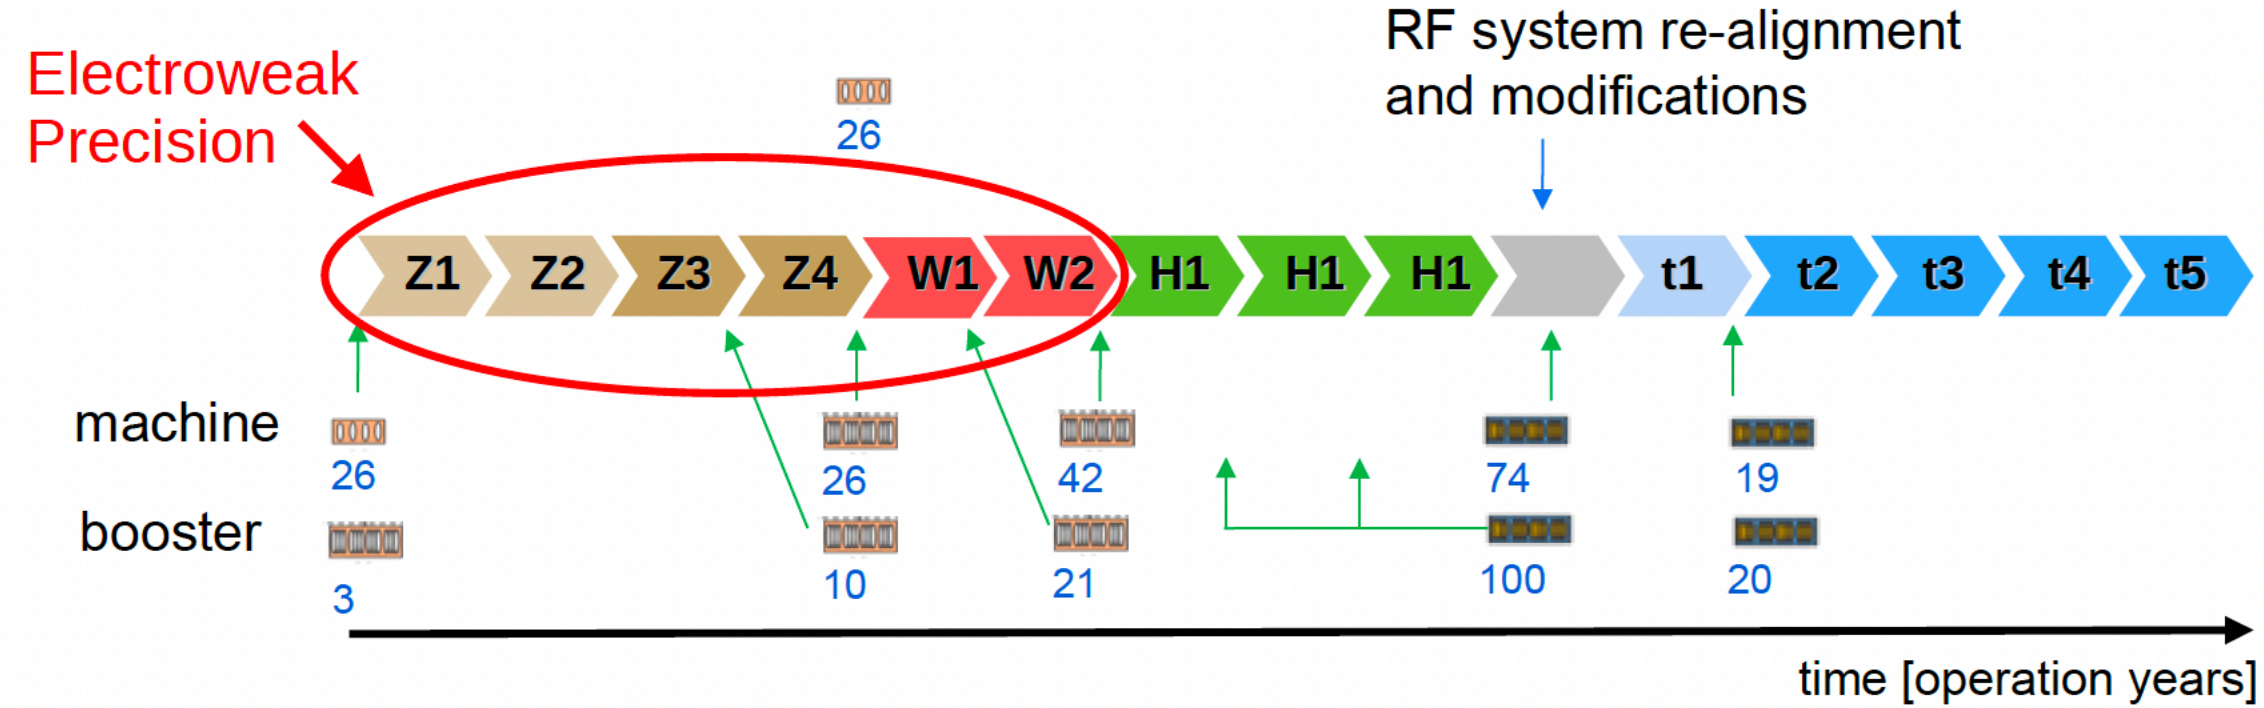 RF system re-alignment
and modifications
Electroweak
Precision
26
Z1 Z2 Z3 Z4 W1 W2 H1 H1 H1 t1 t2 t3 t4 t5
machine
26 26 42 74 19
booster
3 10 21 100 20
time [operation years]